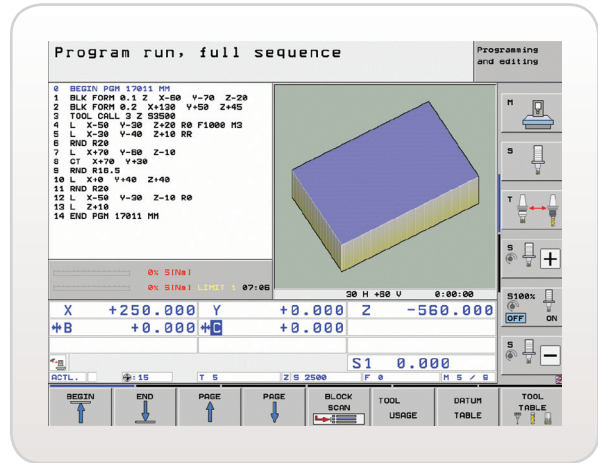 Program run, full sequence
Programming
and editing
0 BEGIN PGM 17011 MM
1 BLK FORM 0.1 Z X-60 Y-70 Z-20
2 BLK FORM 0.2 X+130 Y+50 Z+45
3 TOOL CALL 3 Z S3500
4 L X-50 Y-30 Z+20 R0 F1000 M3
5 L X-30 Y-40 Z+10 RR
6 RND R20
7 L X+70 Y-60 Z-10
8 CT X+70 Y+30
9 RND R16.5
10 L X+0 Y+40 Z+40
11 RND R20
12 L X-50 Y-30 Z-10 R0
13 L Z+10
14 END PGM 17011 MM
0% S[Nm]
0% S[Nm] LIMIT 1 07:06
30 H +50 V 0:00:00
X +250.000 Y +0.000 Z -560.000
B +0.000 C +0.000
S1 0.000
ACTL. : 15 T 5 Z S 2500 F 0 M 5 / 9
M
S
T
S +
S100%
OFF ON
S -
BEGIN
END
PAGE
PAGE
BLOCK
SCAN
TOOL
USAGE
DATUM
TABLE
TOOL
TABLE